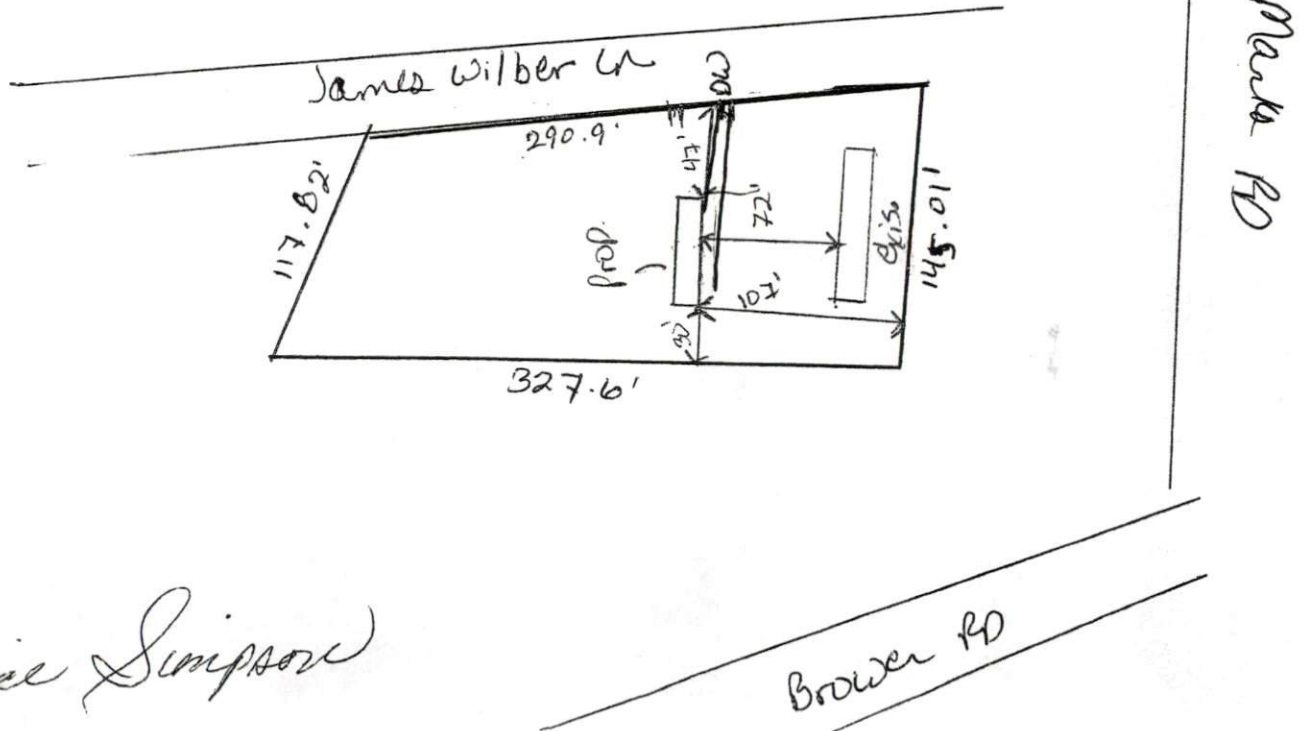 James Wilber Ln
DW
290.9'
47'
117.82'
72'
Prop.
exis.
145.01'
107'
30'
327.6'
Marks RD
Simpson
Brower RD